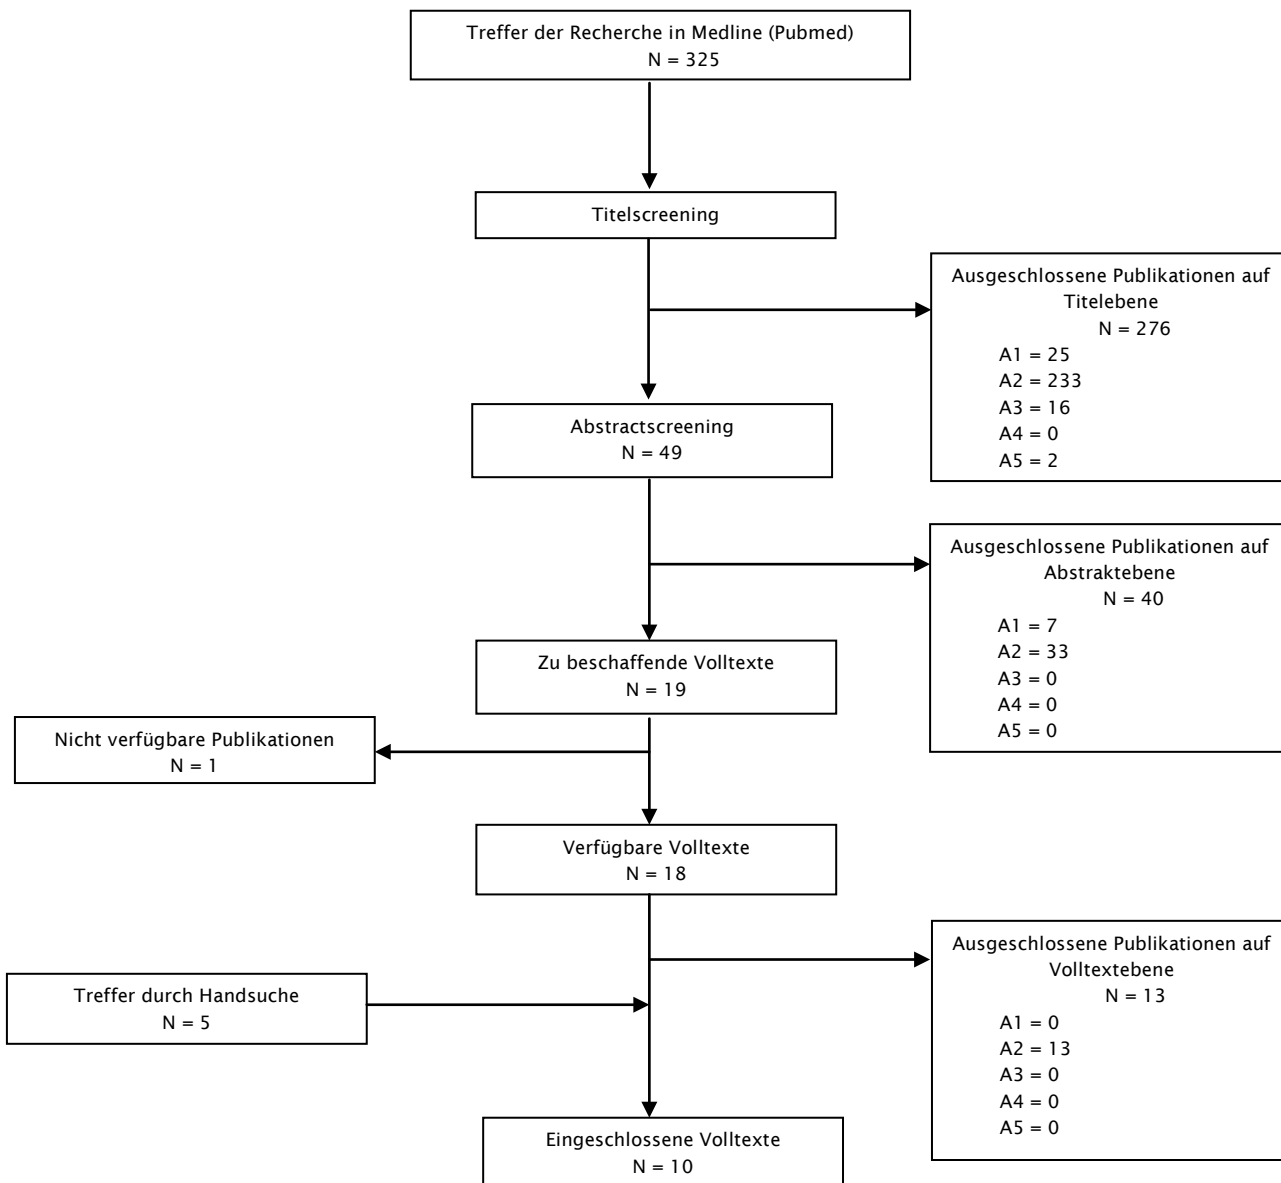 Treffer der Recherche in Medline (Pubmed)
N = 325
Titelscreening
Ausgeschlossene Publikationen auf
Titelebene
N = 276
A1 = 25
A2 = 233
A3 = 16
A4 = 0
A5 = 2
Abstractscreening
N = 49
Ausgeschlossene Publikationen auf
Abstraktebene
N = 40
A1 = 7
A2 = 33
A3 = 0
A4 = 0
A5 = 0
Zu beschaffende Volltexte
N = 19
Nicht verfügbare Publikationen
N = 1
Verfügbare Volltexte
N = 18
Ausgeschlossene Publikationen auf
Volltextebene
N = 13
A1 = 0
A2 = 13
A3 = 0
A4 = 0
A5 = 0
Treffer durch Handsuche
N = 5
Eingeschlossene Volltexte
N = 10